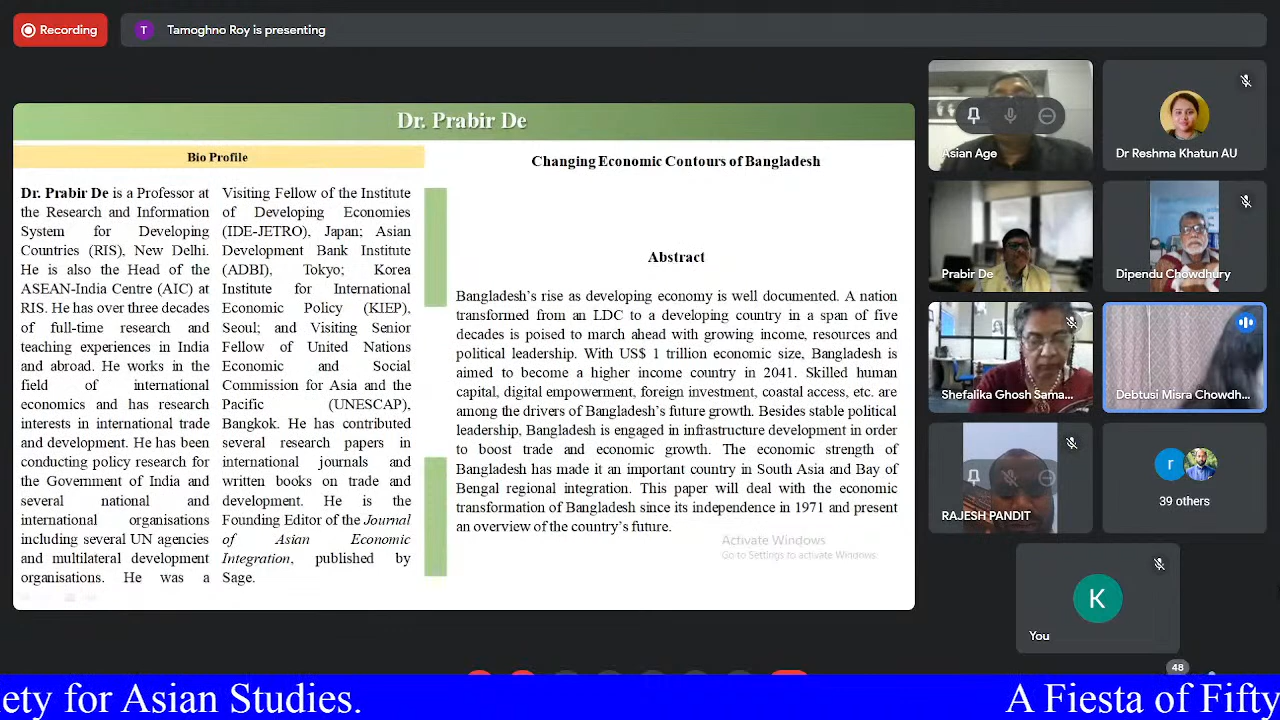 Recording
T
Tamoghno Roy is presenting
Dr. Prabir De
Bio Profile
Dr. Prabir De is a Professor at
the Research and Information
System for Developing
Countries (RIS), New Delhi.
He is also the Head of the
ASEAN-India Centre (AIC) at
RIS. He has over three decades
of full-time research and
teaching experiences in India
and abroad. He works in the
field of international
economics and has research
interests in international trade
and development. He has been
conducting policy research for
the Government of India and
several national and
international organisations
including several UN agencies
and multilateral development
organisations. He was a
Visiting Fellow of the Institute
of Developing Economies
(IDE-JETRO), Japan; Asian
Development Bank Institute
(ADBI), Tokyo; Korea
Institute for International
Economic Policy (KIEP),
Seoul; and Visiting Senior
Fellow of United Nations
Economic and Social
Commission for Asia and the
Pacific (UNESCAP),
Bangkok. He has contributed
several research papers in
international journals and
written books on trade and
development. He is the
Founding Editor of the Journal
of Asian Economic
Integration, published by
Sage.
Changing Economic Contours of Bangladesh
Abstract
Bangladesh's rise as developing economy is well documented. A nation
transformed from an LDC to a developing country in a span of five
decades is poised to march ahead with growing income, resources and
political leadership. With US$ 1 trillion economic size, Bangladesh is
aimed to become a higher income country in 2041. Skilled human
capital, digital empowerment, foreign investment, coastal access, etc. are
among the drivers of Bangladesh's future growth. Besides stable political
leadership, Bangladesh is engaged in infrastructure development in order
to boost trade and economic growth. The economic strength of
Bangladesh has made it an important country in South Asia and Bay of
Bengal regional integration. This paper will deal with the economic
transformation of Bangladesh since its independence in 1971 and present
an overview of the country's future.
Activate Windows
Go to Settings to activate Windows.
Asian Age
Dr Reshma Khatun AU
Prabir De
Dipendu Chowdhury
Shefalika Ghosh Sama...
Debtusi Misra Chowdh...
RAJESH PANDIT
r
39 others
K
You
48
ety for Asian Studies.
A Fiesta of Fifty